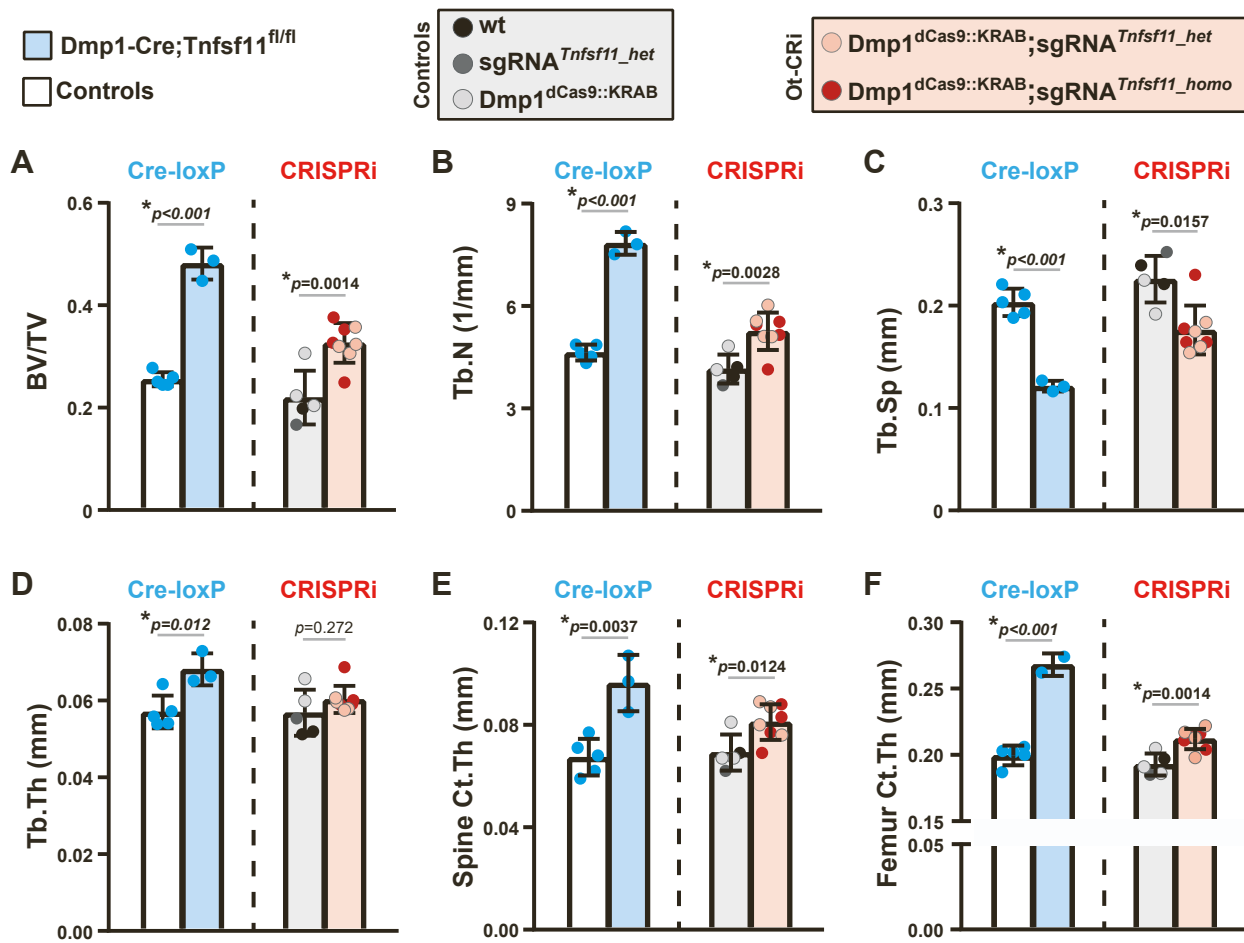 Dmp1-Cre;Tnfsf11fl/fl
Controls
Controls
wt
sgRNATnfsf11_het
Dmp1dCas9::KRAB
Ot-CRi
Dmp1dCas9::KRAB;sgRNATnfsf11_het
Dmp1dCas9::KRAB;sgRNATnfsf11_homo
A
Cre-loxP
CRISPRi
*p<0.001
*p=0.0014
BV/TV
0.6
0.4
0.2
0
B
Cre-loxP
CRISPRi
*p<0.001
*p=0.0028
Tb.N (1/mm)
9
6
3
0
C
Cre-loxP
CRISPRi
*p<0.001
*p=0.0157
Tb.Sp (mm)
0.3
0.2
0.1
0
D
Cre-loxP
CRISPRi
*p=0.012
p=0.272
Tb.Th (mm)
0.08
0.06
0.04
0.02
0.00
E
Cre-loxP
CRISPRi
*p=0.0037
*p=0.0124
Spine Ct.Th (mm)
0.12
0.08
0.04
0.00
F
Cre-loxP
CRISPRi
*p<0.001
*p=0.0014
Femur Ct.Th (mm)
0.30
0.25
0.20
0.15
0.05
0.00